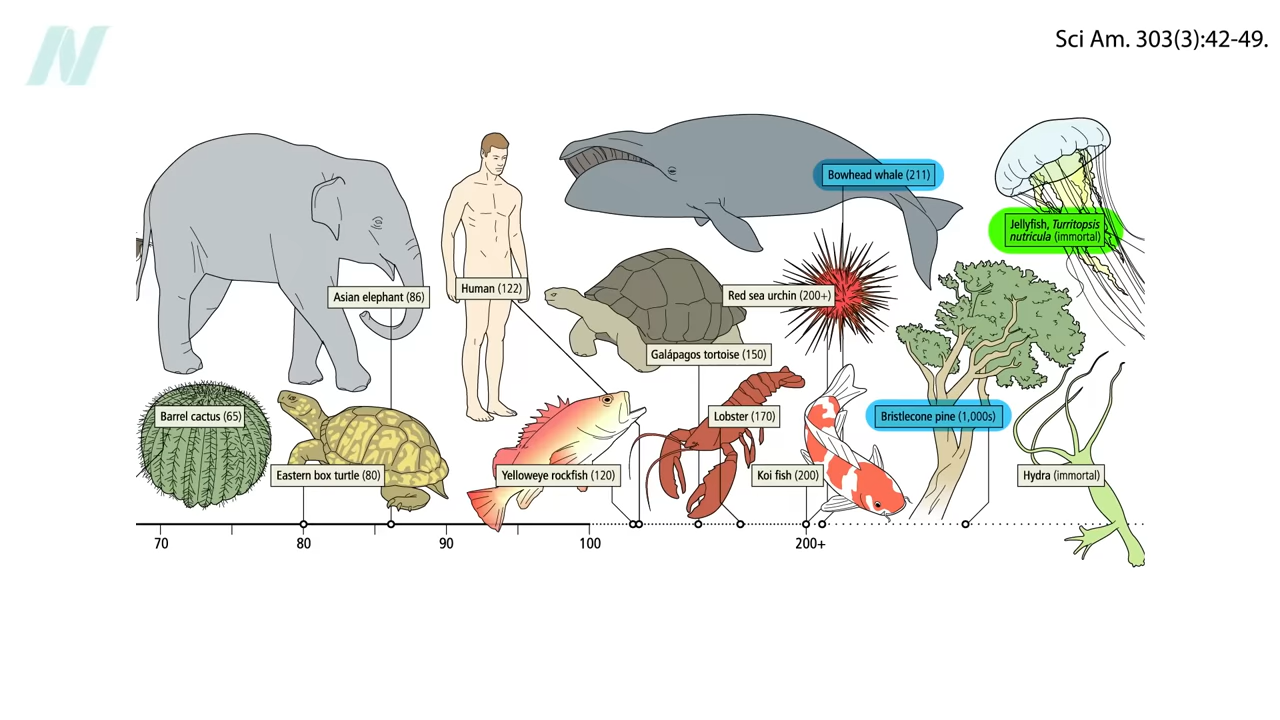 Sci Am. 303(3):42-49.
Bowhead whale (211)
Jellyfish, Turritopsis
nutricula (immortal)
Asian elephant (86)
Human (122)
Red sea urchin (200+)
Galápagos tortoise (150)
Barrel cactus (65)
Lobster (170)
Bristlecone pine (1,000s)
Eastern box turtle (80)
Yelloweye rockfish (120)
Koi fish (200)
Hydra (immortal)
70 80 90 100 200+